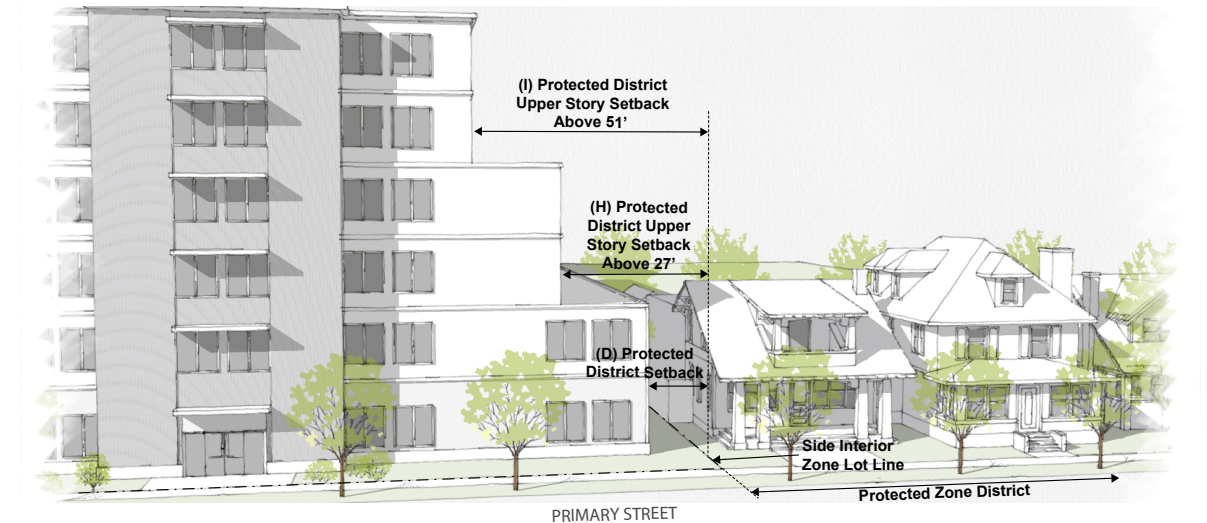 (I) Protected District
Upper Story Setback
Above 51’
(H) Protected
District Upper
Story Setback
Above 27’
(D) Protected
District Setback
Side Interior
Zone Lot Line
Protected Zone District
PRIMARY STREET